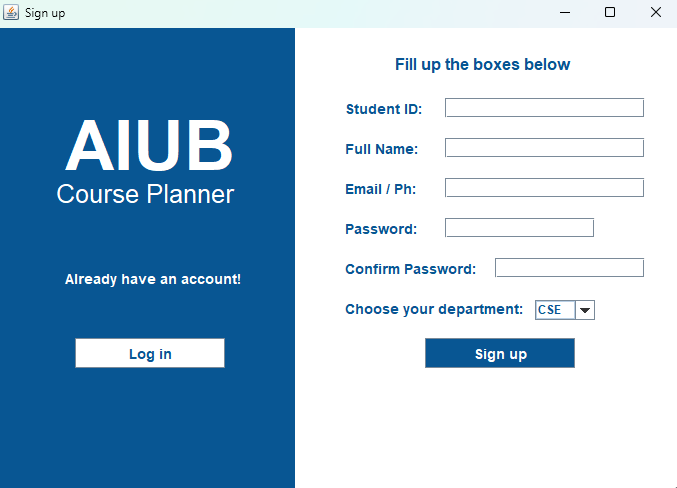 Sign up
AIUB
Course Planner
Already have an account!
Log in
Fill up the boxes below
Student ID:
Full Name:
Email / Ph:
Password:
Confirm Password:
Choose your department: CSE
Sign up